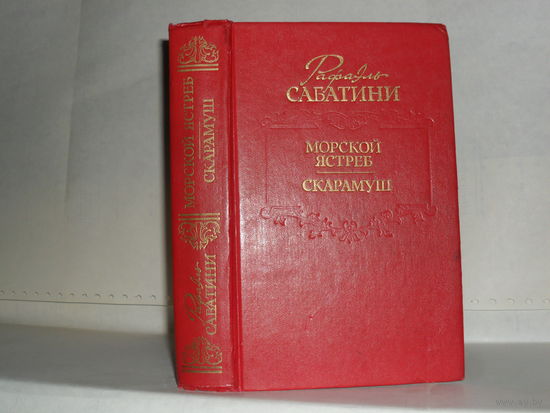 Рафаэль
САБАТИНИ
МОРСКОЙ
ЯСТРЕБ
СКАРАМУШ
МОРСКОЙ ЯСТРЕБ
СКАРАМУШ
Рафаэль
САБАТИНИ